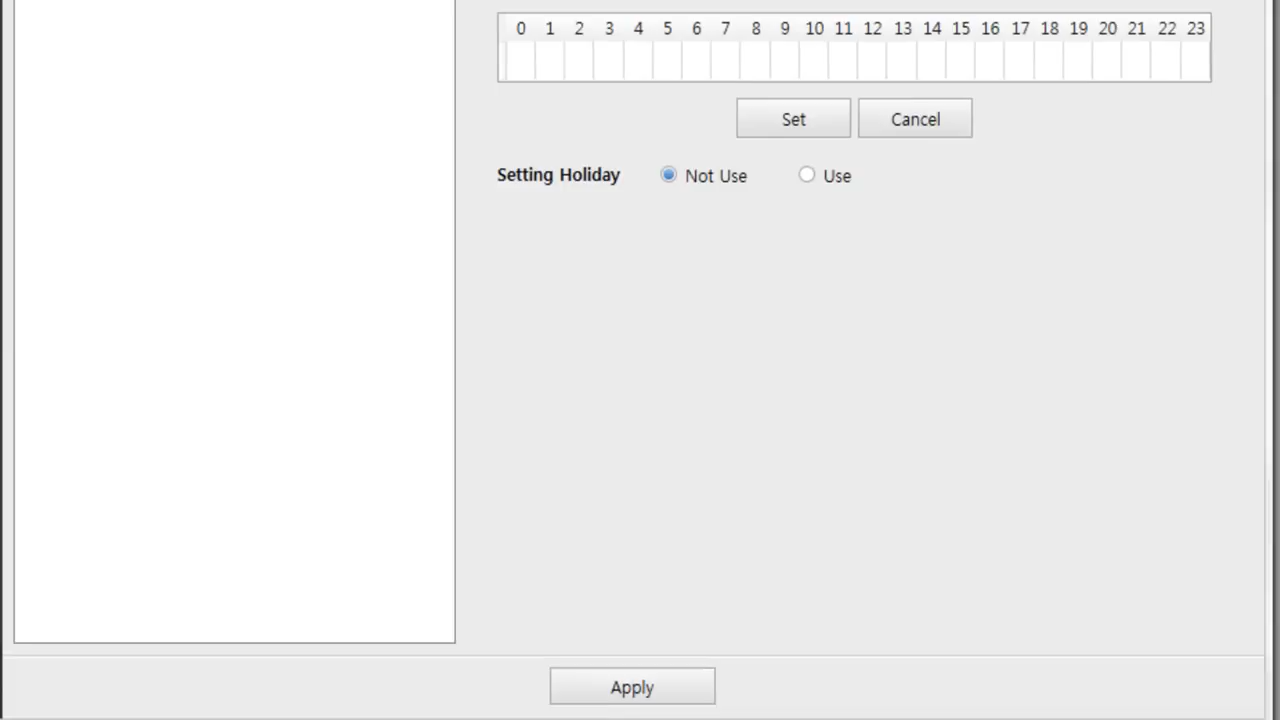 0 1 2 3 4 5 6 7 8 9 10 11 12 13 14 15 16 17 18 19 20 21 22 23
Set Cancel
Setting Holiday Not Use Use
Apply